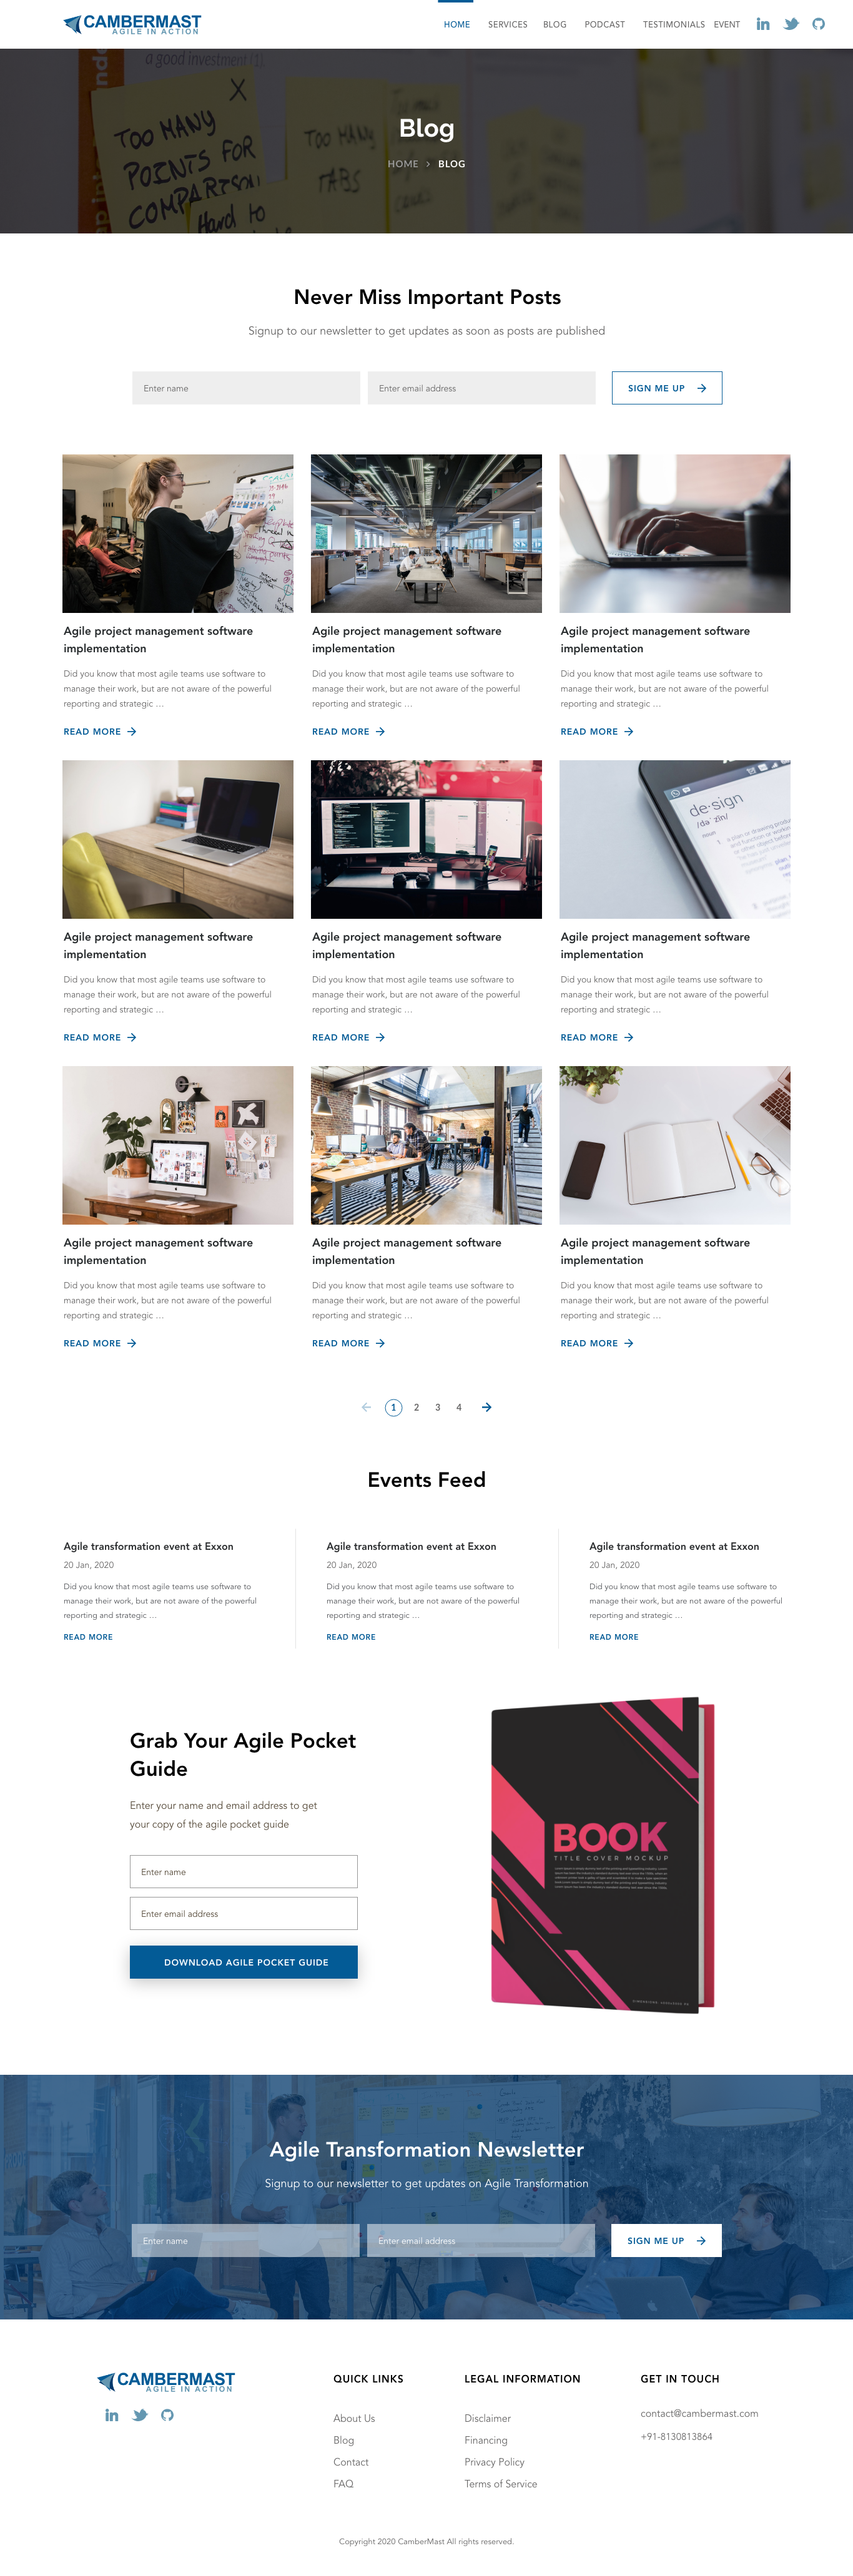 CAMBERMAST
AGILE IN ACTION
HOME SERVICES BLOG PODCAST TESTIMONIALS EVENT
a good investment
TOO MANY
POINTS FOR
COMPARISON
Hard to
TOO MANY
TABS
Blog
HOME > BLOG
Never Miss Important Posts
Signup to our newsletter to get updates as soon as posts are published
Enter name
Enter email address
SIGN ME UP
Agile project management software
implementation
Did you know that most agile teams use software to
manage their work, but are not aware of the powerful
reporting and strategic ...
READ MORE
Agile project management software
implementation
Did you know that most agile teams use software to
manage their work, but are not aware of the powerful
reporting and strategic ...
READ MORE
Agile project management software
implementation
Did you know that most agile teams use software to
manage their work, but are not aware of the powerful
reporting and strategic ...
READ MORE
de·sign
noun
Agile project management software
implementation
Did you know that most agile teams use software to
manage their work, but are not aware of the powerful
reporting and strategic ...
READ MORE
Agile project management software
implementation
Did you know that most agile teams use software to
manage their work, but are not aware of the powerful
reporting and strategic ...
READ MORE
Agile project management software
implementation
Did you know that most agile teams use software to
manage their work, but are not aware of the powerful
reporting and strategic ...
READ MORE
Agile project management software
implementation
Did you know that most agile teams use software to
manage their work, but are not aware of the powerful
reporting and strategic ...
READ MORE
Agile project management software
implementation
Did you know that most agile teams use software to
manage their work, but are not aware of the powerful
reporting and strategic ...
READ MORE
Agile project management software
implementation
Did you know that most agile teams use software to
manage their work, but are not aware of the powerful
reporting and strategic ...
READ MORE
1 2 3 4
Events Feed
Agile transformation event at Exxon
20 Jan, 2020
Did you know that most agile teams use software to
manage their work, but are not aware of the powerful
reporting and strategic ...
READ MORE
Agile transformation event at Exxon
20 Jan, 2020
Did you know that most agile teams use software to
manage their work, but are not aware of the powerful
reporting and strategic ...
READ MORE
Agile transformation event at Exxon
20 Jan, 2020
Did you know that most agile teams use software to
manage their work, but are not aware of the powerful
reporting and strategic ...
READ MORE
Grab Your Agile Pocket
Guide
Enter your name and email address to get
your copy of the agile pocket guide
Enter name
Enter email address
DOWNLOAD AGILE POCKET GUIDE
BOOK
TITLE COVER MOCKUP
Agile Transformation Newsletter
Signup to our newsletter to get updates on Agile Transformation
Enter name
Enter email address
SIGN ME UP
CAMBERMAST
AGILE IN ACTION
QUICK LINKS
About Us
Blog
Contact
FAQ
LEGAL INFORMATION
Disclaimer
Financing
Privacy Policy
Terms of Service
GET IN TOUCH
contact@cambermast.com
+91-8130813864
Copyright 2020 CamberMast All rights reserved.